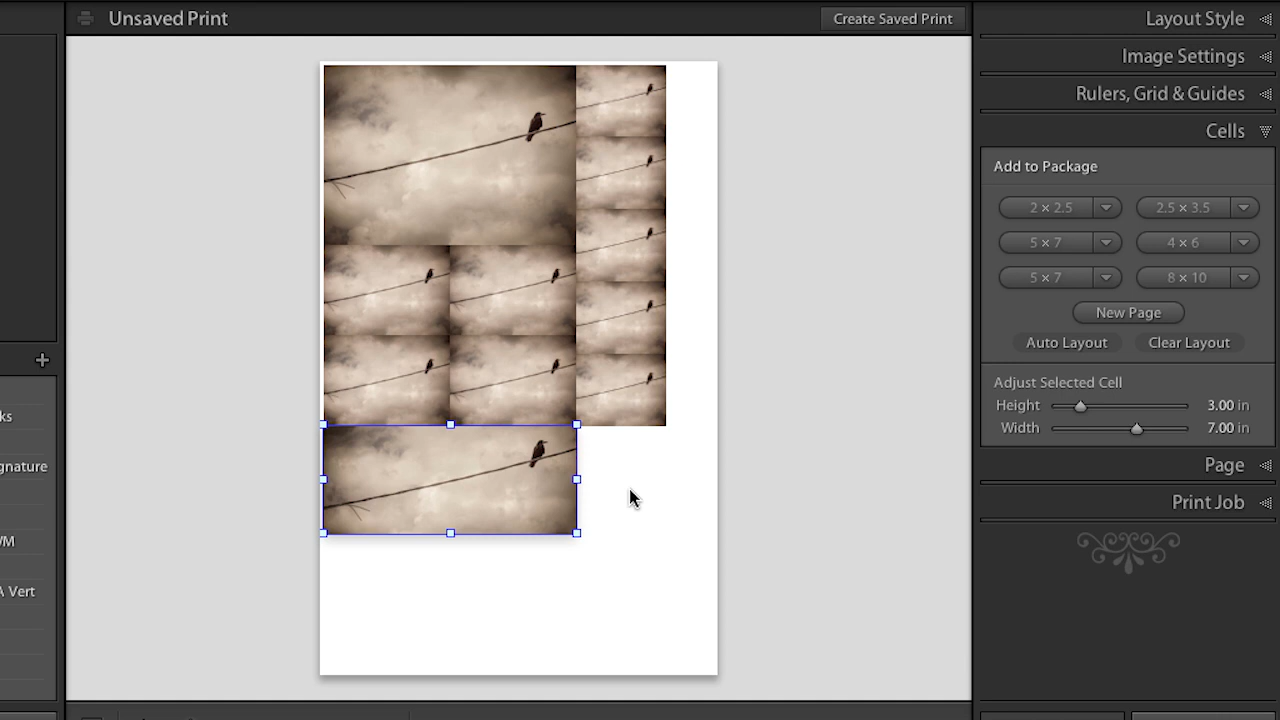 Unsaved Print
Create Saved Print
Layout Style
Image Settings
Rulers, Grid & Guides
Cells
Add to Package
2 × 2.5
2.5 × 3.5
5 × 7
4 × 6
5 × 7
8 × 10
New Page
Auto Layout
Clear Layout
Adjust Selected Cell
Height 3.00 in
Width 7.00 in
Page
Print Job
ks
gnature
VM
A Vert